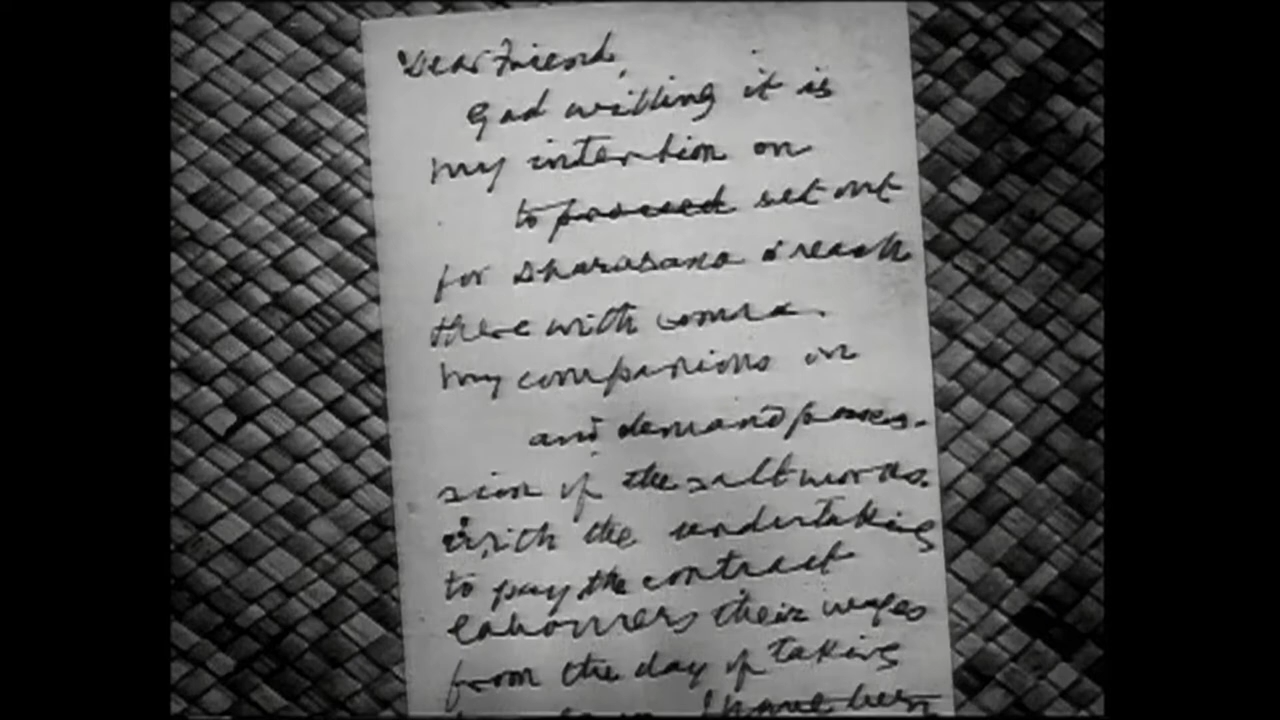 Dear Friend,
God willing it is
my intention on
to proceed set out
for Dharasana & reach
there with
my companions on
and demand posses-
sion of the salt works.
with the undertaking
to pay the contract
labourers their wages
from the day of taking
I have been